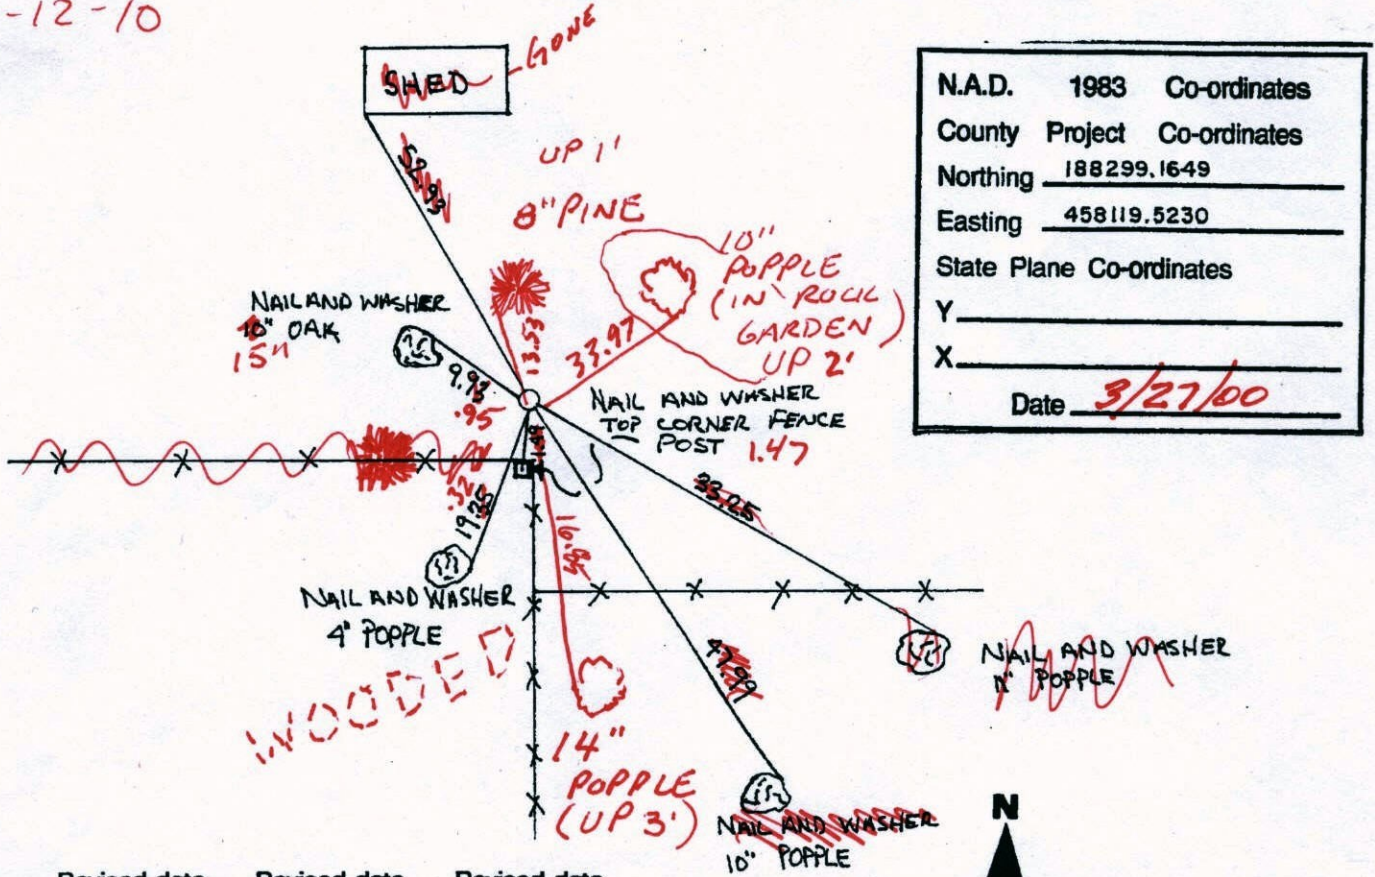 -12-10
GONE
SHED
52.93
UP 1'
8" PINE
10"
POPPLE
(IN ROCK
GARDEN)
UP 2'
NAIL AND WASHER
10" OAK
15"
13.53
33.97
9.93
.95
NAIL AND WASHER
TOP CORNER FENCE
POST
1.47
33.25
.32
19.25
16.99
47.99
NAIL AND WASHER
4" POPPLE
WOODED
14"
POPPLE
(UP 3')
NAIL AND WASHER
POPPLE
NAIL AND WASHER
10" POPPLE
N
N.A.D. 1983 Co-ordinates
County Project Co-ordinates
Northing 188299.1649
Easting 458119.5230
State Plane Co-ordinates
Y
X
Date 3/27/00
Revised date Revised date Revised date